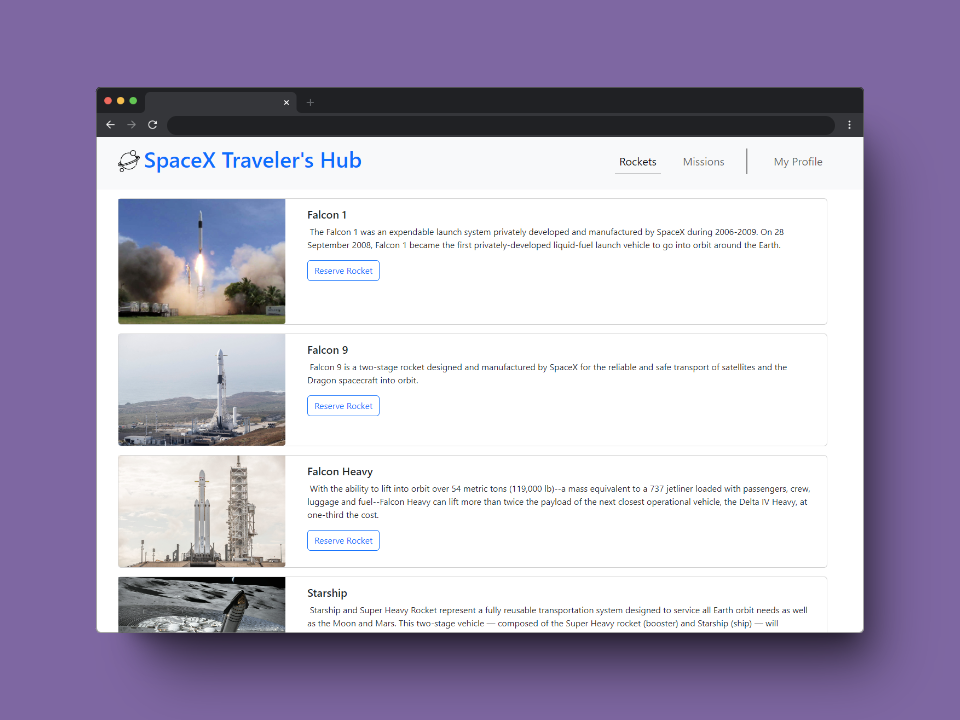 SpaceX Traveler's Hub
Rockets Missions My Profile
Falcon 1
The Falcon 1 was an expendable launch system privately developed and manufactured by SpaceX during 2006-2009. On 28
September 2008, Falcon 1 became the first privately-developed liquid-fuel launch vehicle to go into orbit around the Earth.
Reserve Rocket
Falcon 9
Falcon 9 is a two-stage rocket designed and manufactured by SpaceX for the reliable and safe transport of satellites and the
Dragon spacecraft into orbit.
Reserve Rocket
Falcon Heavy
With the ability to lift into orbit over 54 metric tons (119,000 lb)--a mass equivalent to a 737 jetliner loaded with passengers, crew,
luggage and fuel--Falcon Heavy can lift more than twice the payload of the next closest operational vehicle, the Delta IV Heavy, at
one-third the cost.
Reserve Rocket
Starship
Starship and Super Heavy Rocket represent a fully reusable transportation system designed to service all Earth orbit needs as well
as the Moon and Mars. This two-stage vehicle — composed of the Super Heavy rocket (booster) and Starship (ship) — will